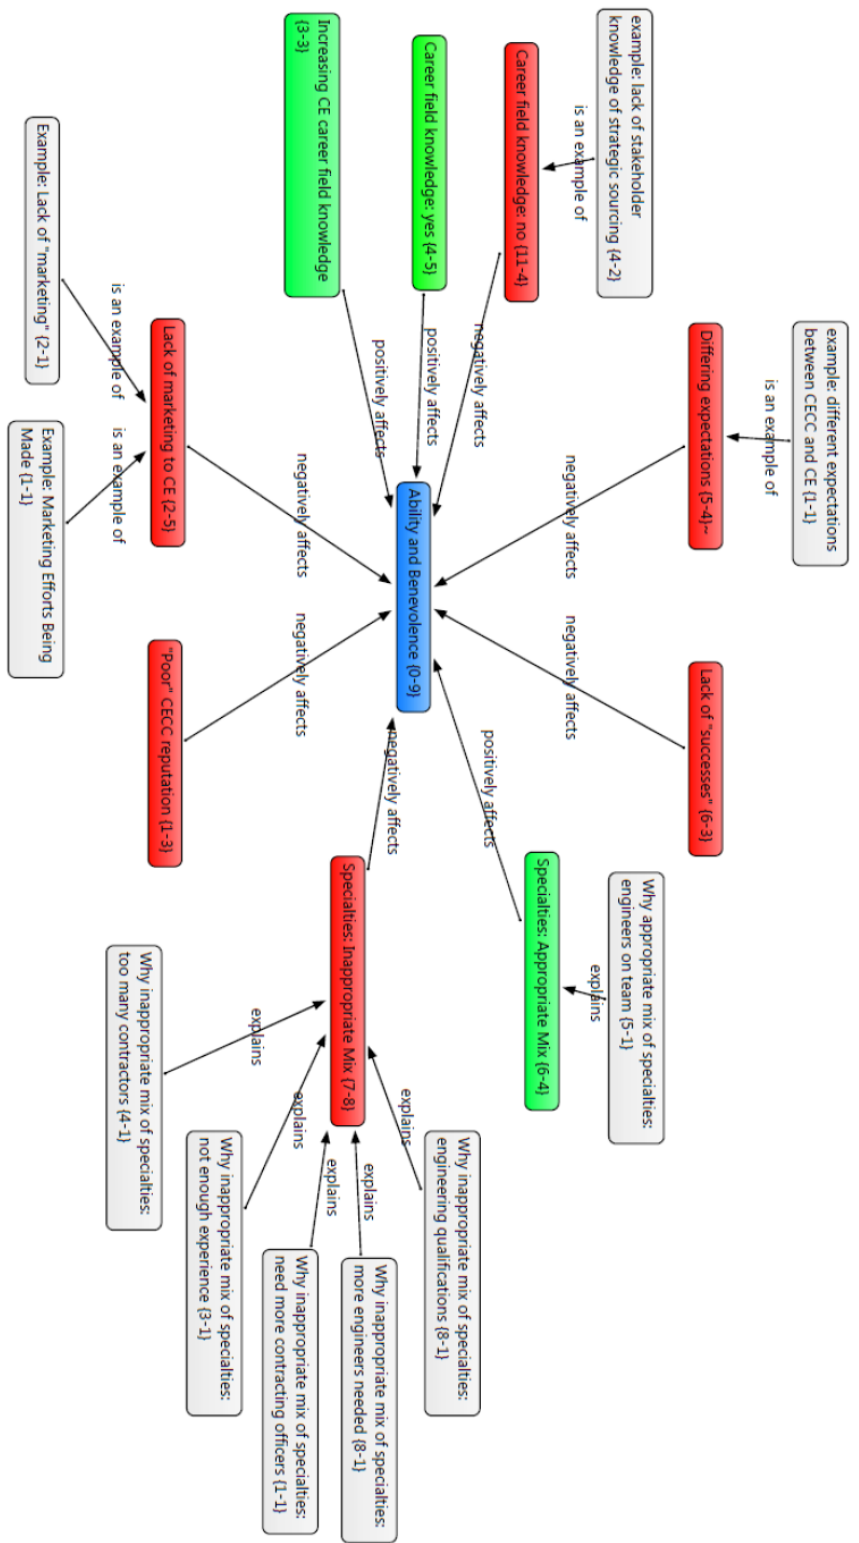 example: different expectations
between CECC and CE {1-1}
is an example of
Differing expectations {5-4}~
Lack of "successes" {6-3}
example: lack of stakeholder
knowledge of strategic sourcing {4-2}
Why appropriate mix of specialties:
engineers on team {5-1}
is an example of
negatively affects
negatively affects
explains
Career field knowledge: no {11-4}
Specialties: Appropriate Mix {6-4}
negatively affects
positively affects
Career field knowledge: yes {4-5}
positively affects
Ability and Benevolence {0-9}
explains
Why inappropriate mix of specialties:
engineering qualifications {8-1}
positively affects
negatively affects
explains
Why inappropriate mix of specialties:
more engineers needed {8-1}
Increasing CE career field knowledge
{3-3}
Specialties: Inappropriate Mix {7-8}
explains
Why inappropriate mix of specialties:
need more contracting officers {1-1}
negatively affects
negatively affects
explains
explains
Why inappropriate mix of specialties:
not enough experience {3-1}
Lack of marketing to CE {2-5}
"Poor" CECC reputation {1-3}
Why inappropriate mix of specialties:
too many contractors {4-1}
is an example of
is an example of
Example: Lack of "marketing" {2-1}
Example: Marketing Efforts Being
Made {1-1}